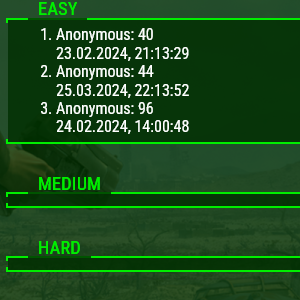 EASY
1. Anonymous: 40
23.02.2024, 21:13:29
2. Anonymous: 44
25.03.2024, 22:13:52
3. Anonymous: 96
24.02.2024, 14:00:48
MEDIUM
HARD